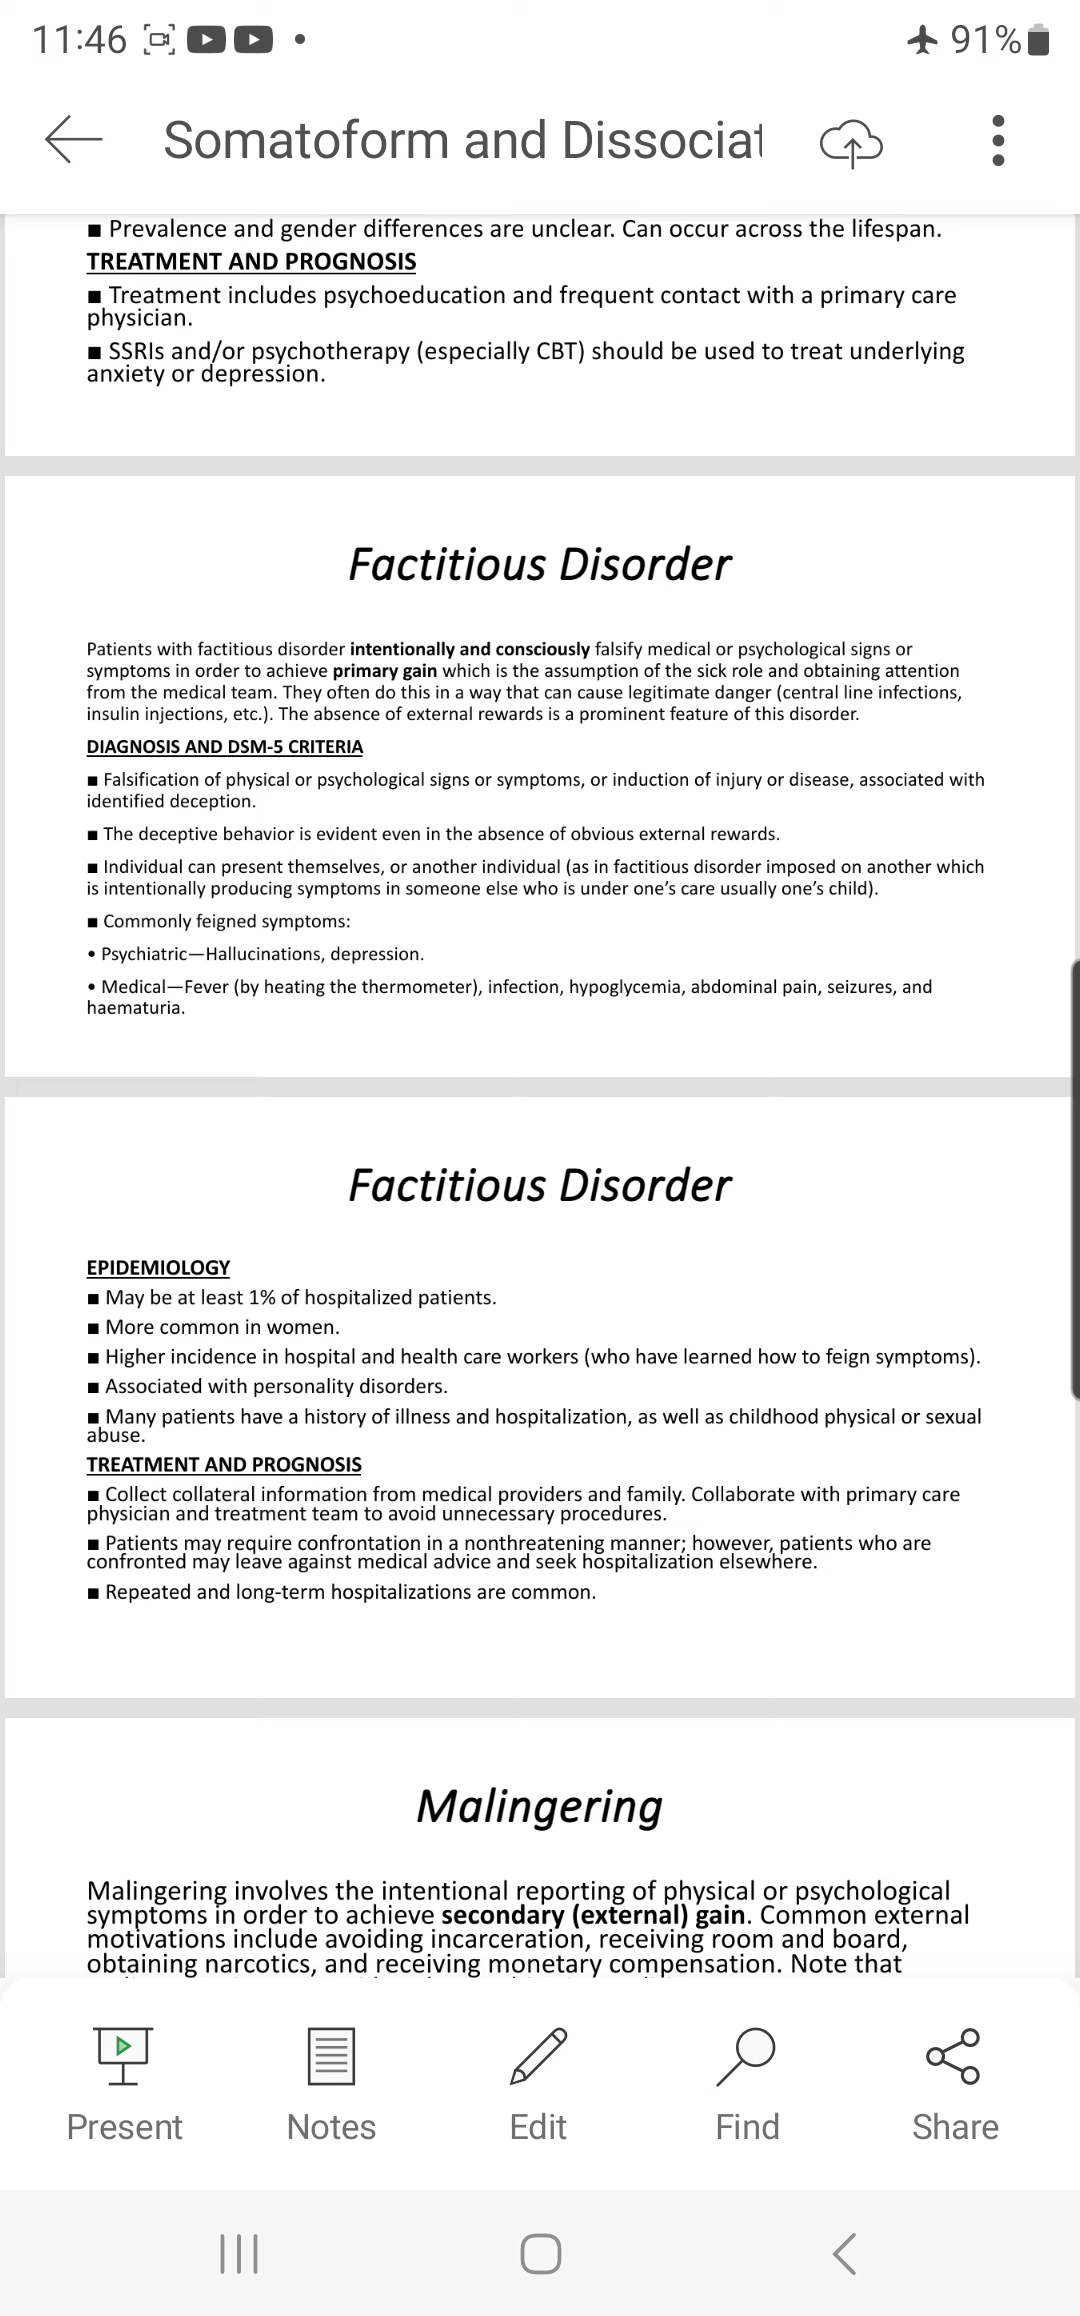 11:46
91%
Somatoform and Dissociat
■ Prevalence and gender differences are unclear. Can occur across the lifespan.
TREATMENT AND PROGNOSIS
■ Treatment includes psychoeducation and frequent contact with a primary care
physician.
■ SSRIs and/or psychotherapy (especially CBT) should be used to treat underlying
anxiety or depression.
Factitious Disorder
Patients with factitious disorder intentionally and consciously falsify medical or psychological signs or
symptoms in order to achieve primary gain which is the assumption of the sick role and obtaining attention
from the medical team. They often do this in a way that can cause legitimate danger (central line infections,
insulin injections, etc.). The absence of external rewards is a prominent feature of this disorder.
DIAGNOSIS AND DSM-5 CRITERIA
■ Falsification of physical or psychological signs or symptoms, or induction of injury or disease, associated with
identified deception.
■ The deceptive behavior is evident even in the absence of obvious external rewards.
■ Individual can present themselves, or another individual (as in factitious disorder imposed on another which
is intentionally producing symptoms in someone else who is under one's care usually one's child).
■ Commonly feigned symptoms:
• Psychiatric—Hallucinations, depression.
• Medical—Fever (by heating the thermometer), infection, hypoglycemia, abdominal pain, seizures, and
haematuria.
Factitious Disorder
EPIDEMIOLOGY
■ May be at least 1% of hospitalized patients.
■ More common in women.
■ Higher incidence in hospital and health care workers (who have learned how to feign symptoms).
■ Associated with personality disorders.
■ Many patients have a history of illness and hospitalization, as well as childhood physical or sexual
abuse.
TREATMENT AND PROGNOSIS
■ Collect collateral information from medical providers and family. Collaborate with primary care
physician and treatment team to avoid unnecessary procedures.
■ Patients may require confrontation in a nonthreatening manner; however, patients who are
confronted may leave against medical advice and seek hospitalization elsewhere.
■ Repeated and long-term hospitalizations are common.
Malingering
Malingering involves the intentional reporting of physical or psychological
symptoms in order to achieve secondary (external) gain. Common external
motivations include avoiding incarceration, receiving room and board,
obtaining narcotics, and receiving monetary compensation. Note that
Present
Notes
Edit
Find
Share